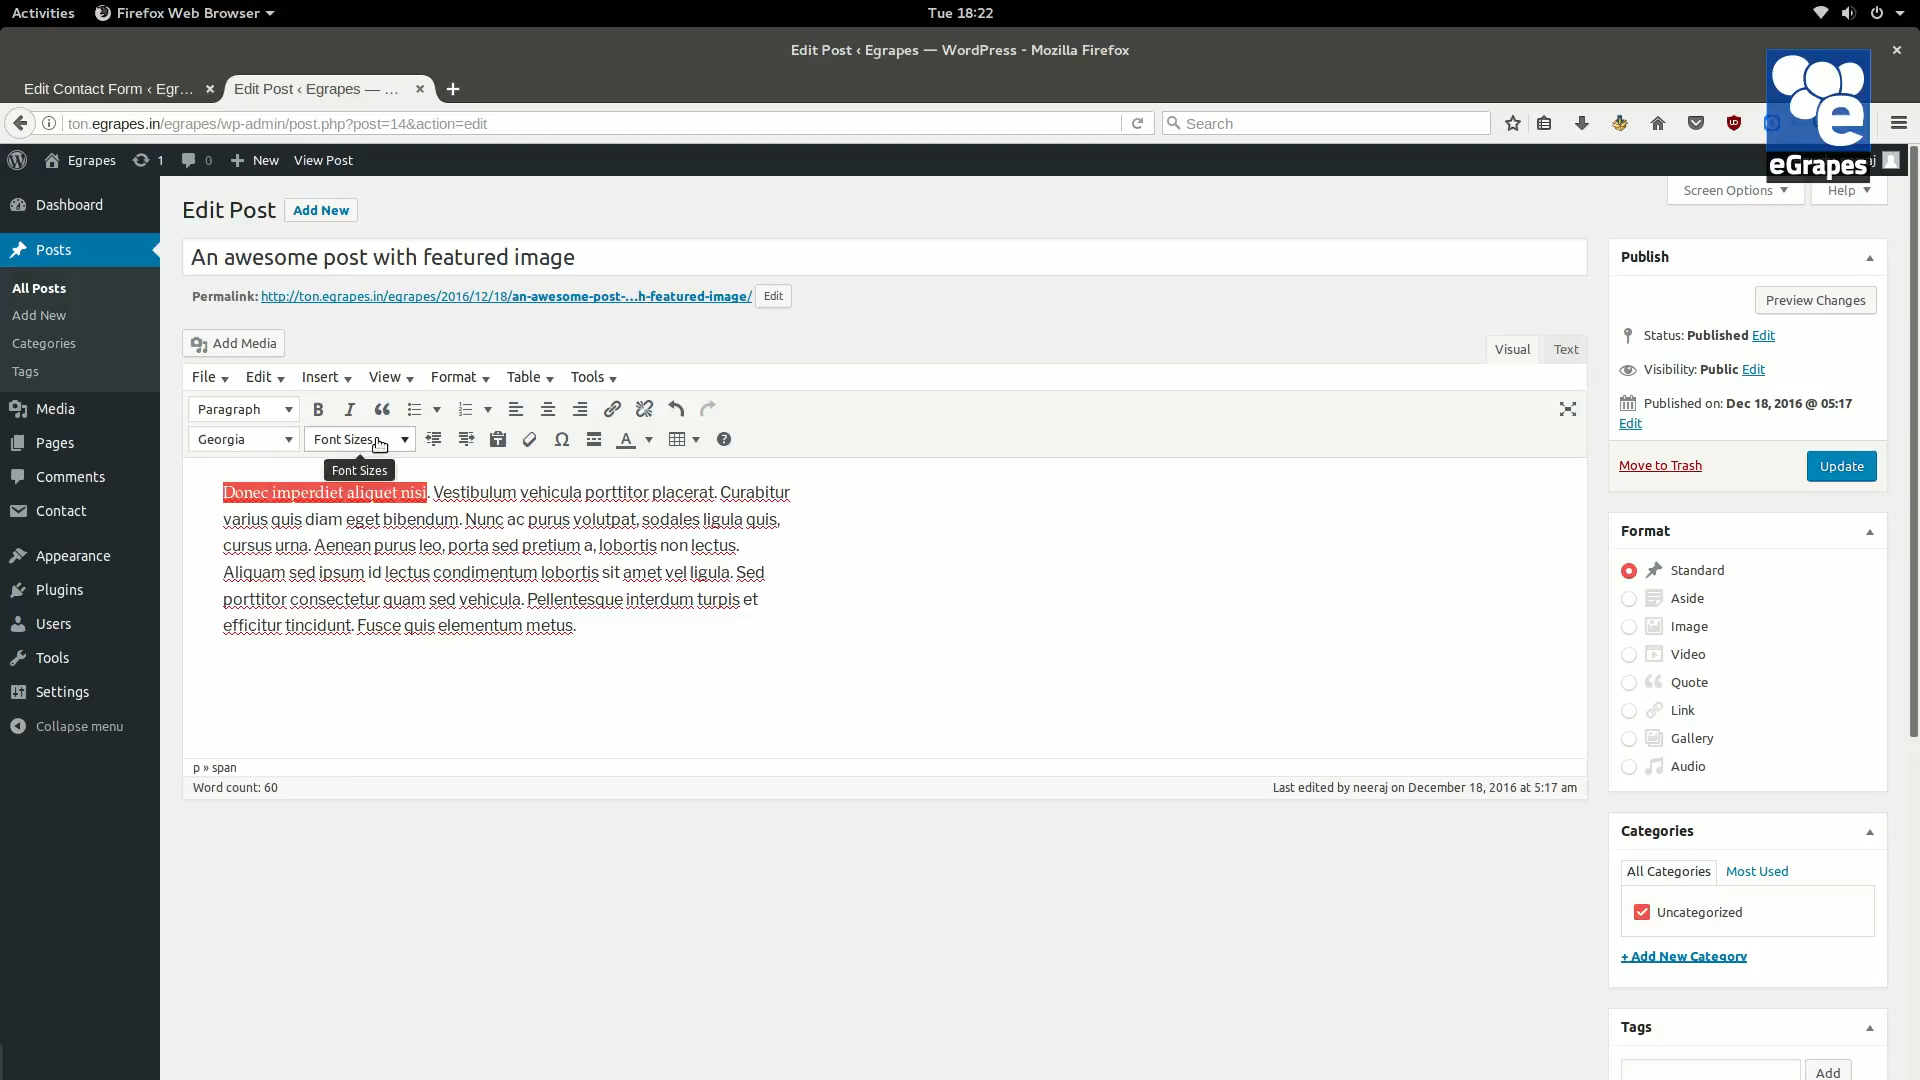 Activities Firefox Web Browser Tue 18:22
Edit Post ‹ Egrapes — WordPress - Mozilla Firefox
Edit Contact Form ‹ Egr... Edit Post ‹ Egrapes — ...
ton.egrapes.in/egrapes/wp-admin/post.php?post=14&action=edit Search
e
eGrapes
Egrapes 1 0 New View Post
Screen Options Help
Dashboard
Posts
All Posts
Add New
Categories
Tags
Media
Pages
Comments
Contact
Appearance
Plugins
Users
Tools
Settings
Collapse menu
Edit Post Add New
An awesome post with featured image
Permalink: http://ton.egrapes.in/egrapes/2016/12/18/an-awesome-post-...h-featured-image/ Edit
Add Media Visual Text
File Edit Insert View Format Table Tools
Paragraph B I
Georgia Font Sizes Ω A ?
Font Sizes
Donec imperdiet aliquet nisi. Vestibulum vehicula porttitor placerat. Curabitur
varius quis diam eget bibendum. Nunc ac purus volutpat, sodales ligula quis,
cursus urna. Aenean purus leo, porta sed pretium a, lobortis non lectus.
Aliquam sed ipsum id lectus condimentum lobortis sit amet vel ligula. Sed
porttitor consectetur quam sed vehicula. Pellentesque interdum turpis et
efficitur tincidunt. Fusce quis elementum metus.
p » span
Word count: 60 Last edited by neeraj on December 18, 2016 at 5:17 am
Publish
Preview Changes
Status: Published Edit
Visibility: Public Edit
Published on: Dec 18, 2016 @ 05:17
Edit
Move to Trash Update
Format
Standard
Aside
Image
Video
Quote
Link
Gallery
Audio
Categories
All Categories Most Used
Uncategorized
+ Add New Category
Tags
Add